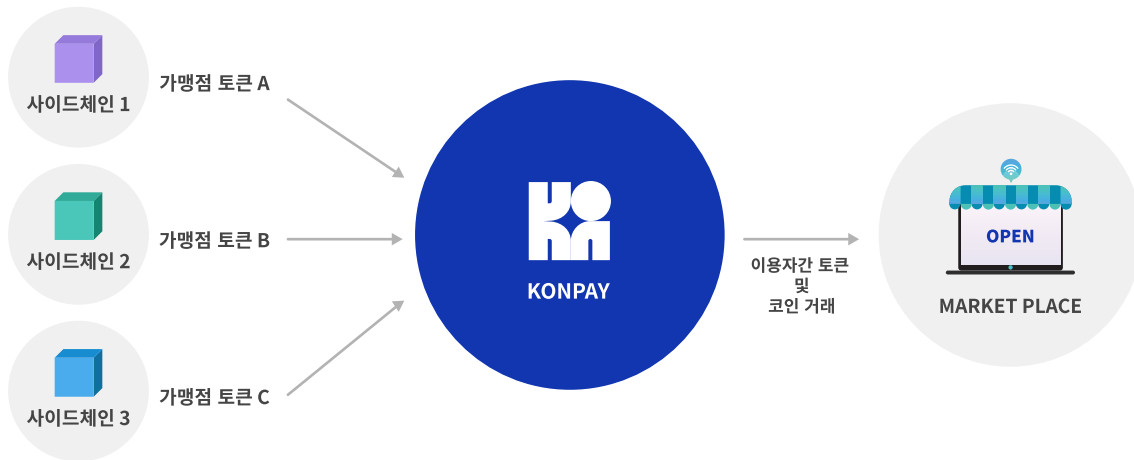 사이드체인 1
가맹점 토큰 A
사이드체인 2
가맹점 토큰 B
사이드체인 3
가맹점 토큰 C
KONA
KONPAY
이용자간 토큰
및
코인 거래
OPEN
MARKET PLACE